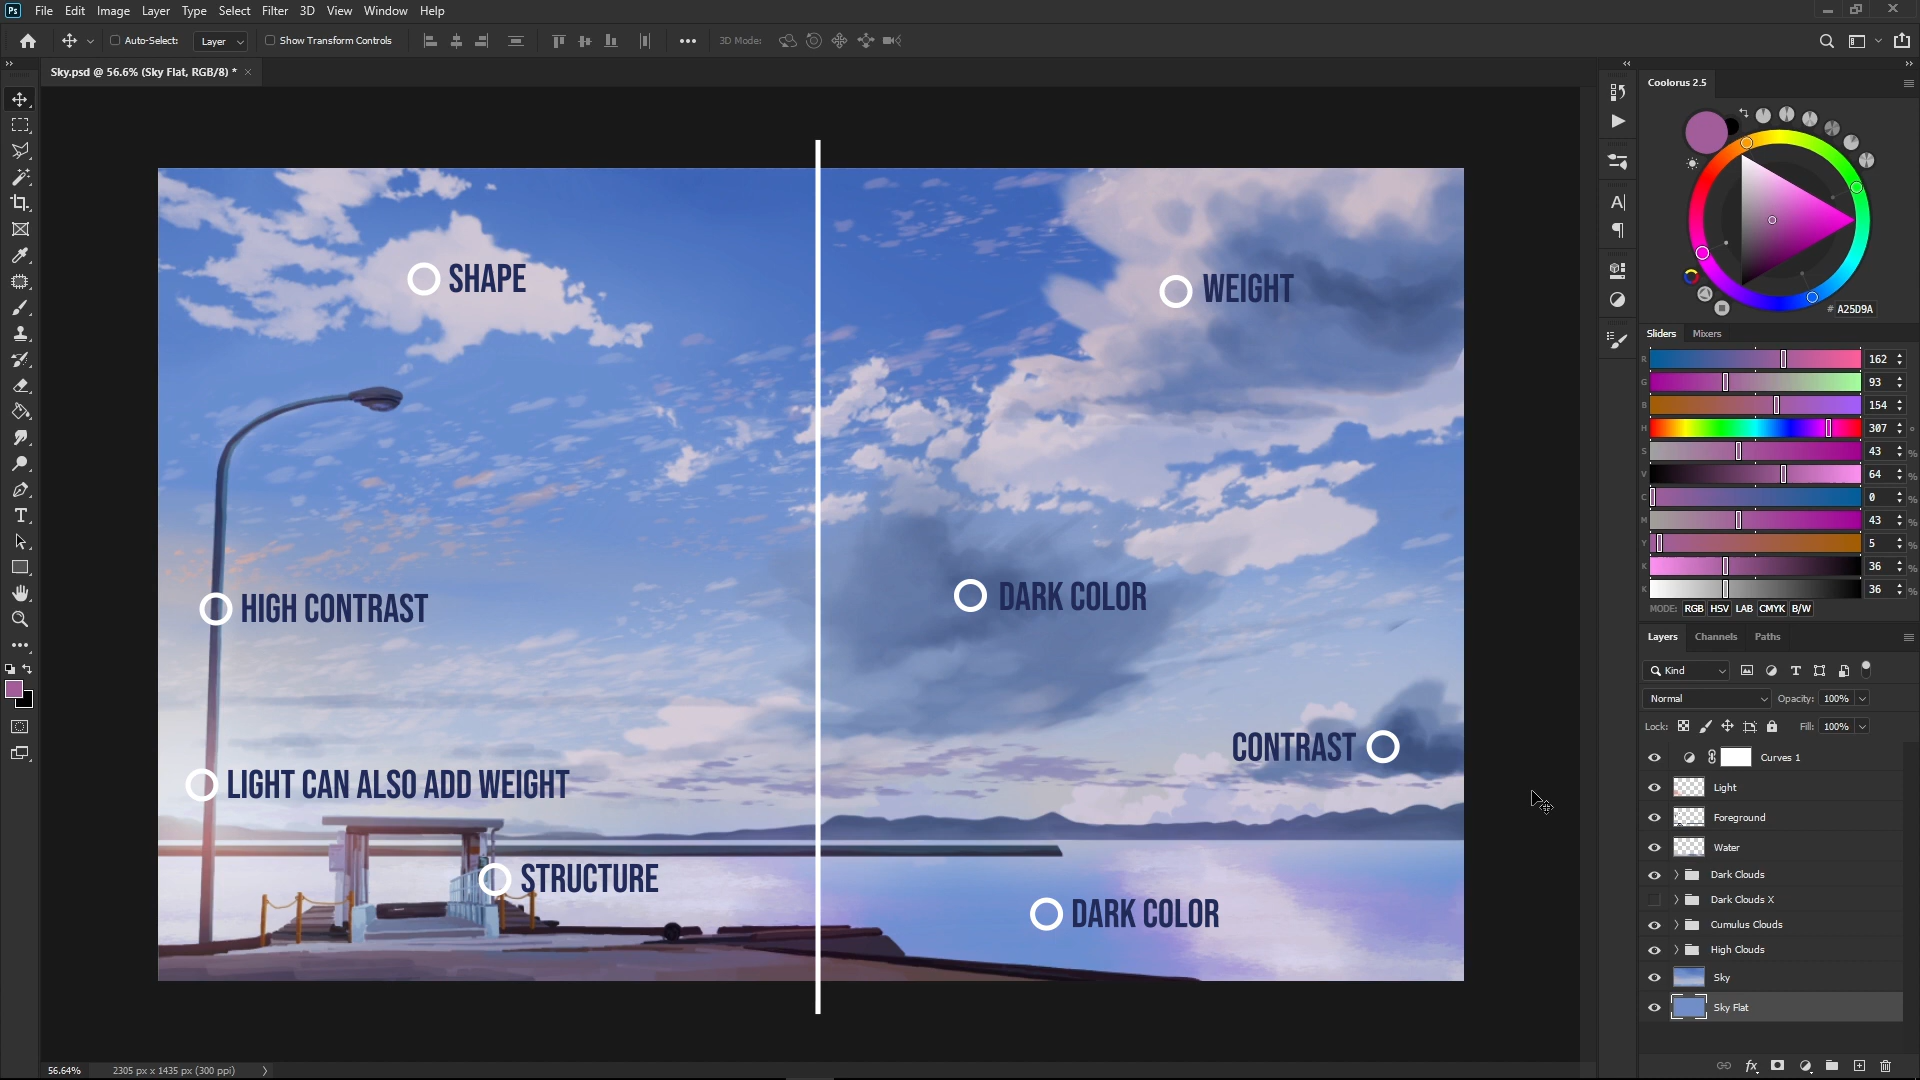 Ps File Edit Image Layer Type Select Filter 3D View Window Help
Auto-Select: Layer Show Transform Controls 3D Mode:
Sky.psd @ 56.6% (Sky Flat, RGB/8) *
Coolorus 2.5
# A25D9A
Sliders Mixers
R 162
G 93
B 154
H 307 °
S 43 %
V 64 %
C 0 %
M 43 %
Y 5 %
K 36 %
K 36 %
MODE: RGB HSV LAB CMYK B/W
Layers Channels Paths
Kind
Normal Opacity: 100%
Lock: Fill: 100%
Curves 1
Light
Foreground
Water
Dark Clouds
Dark Clouds X
Cumulus Clouds
High Clouds
Sky
Sky Flat
SHAPE
WEIGHT
HIGH CONTRAST
DARK COLOR
CONTRAST
LIGHT CAN ALSO ADD WEIGHT
STRUCTURE
DARK COLOR
56.64% 2305 px x 1435 px (300 ppi)